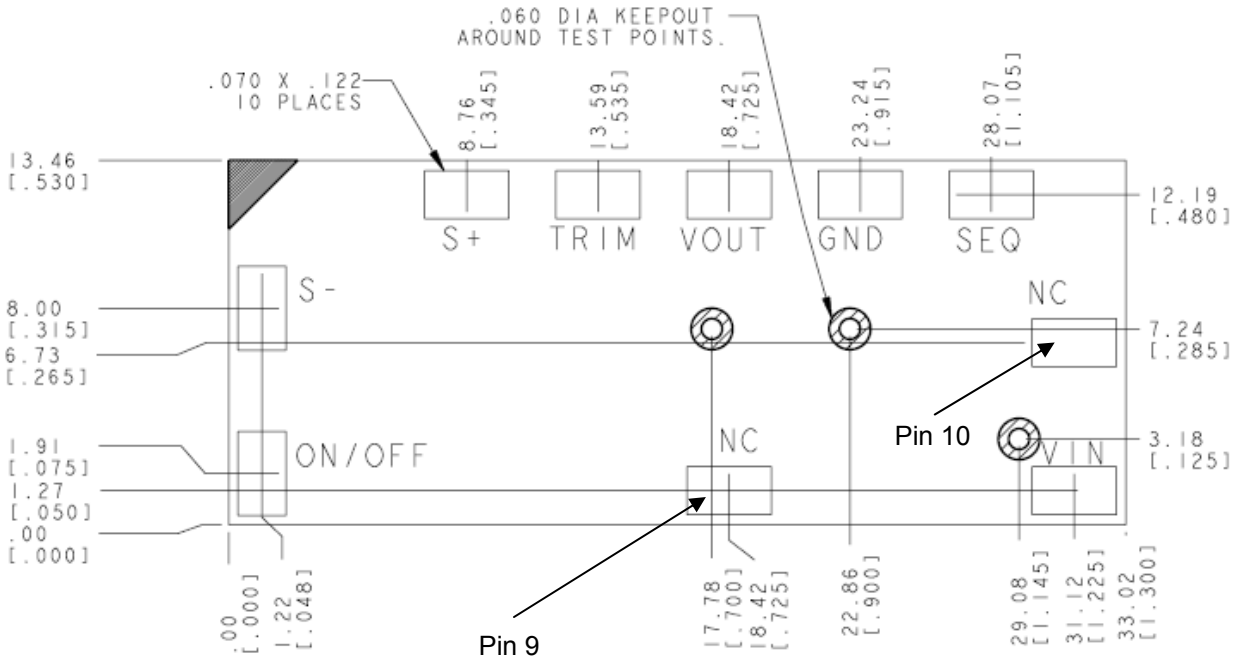 .060 DIA KEEPOUT
AROUND TEST POINTS.
.070 X .122
10 PLACES
8.76
[.345]
13.59
[.535]
18.42
[.725]
23.24
[.915]
28.07
[1.105]
13.46
[.530]
12.19
[.480]
S+
TRIM
VOUT
GND
SEQ
S-
NC
8.00
[.315]
7.24
[.285]
6.73
[.265]
Pin 10
1.91
[.075]
ON/OFF
NC
VIN
3.18
[.125]
1.27
[.050]
.00
[.000]
.00
[.000]
1.22
[.048]
17.78
[.700]
18.42
[.725]
22.86
[.900]
29.08
[1.145]
31.12
[1.225]
33.02
[1.300]
Pin 9